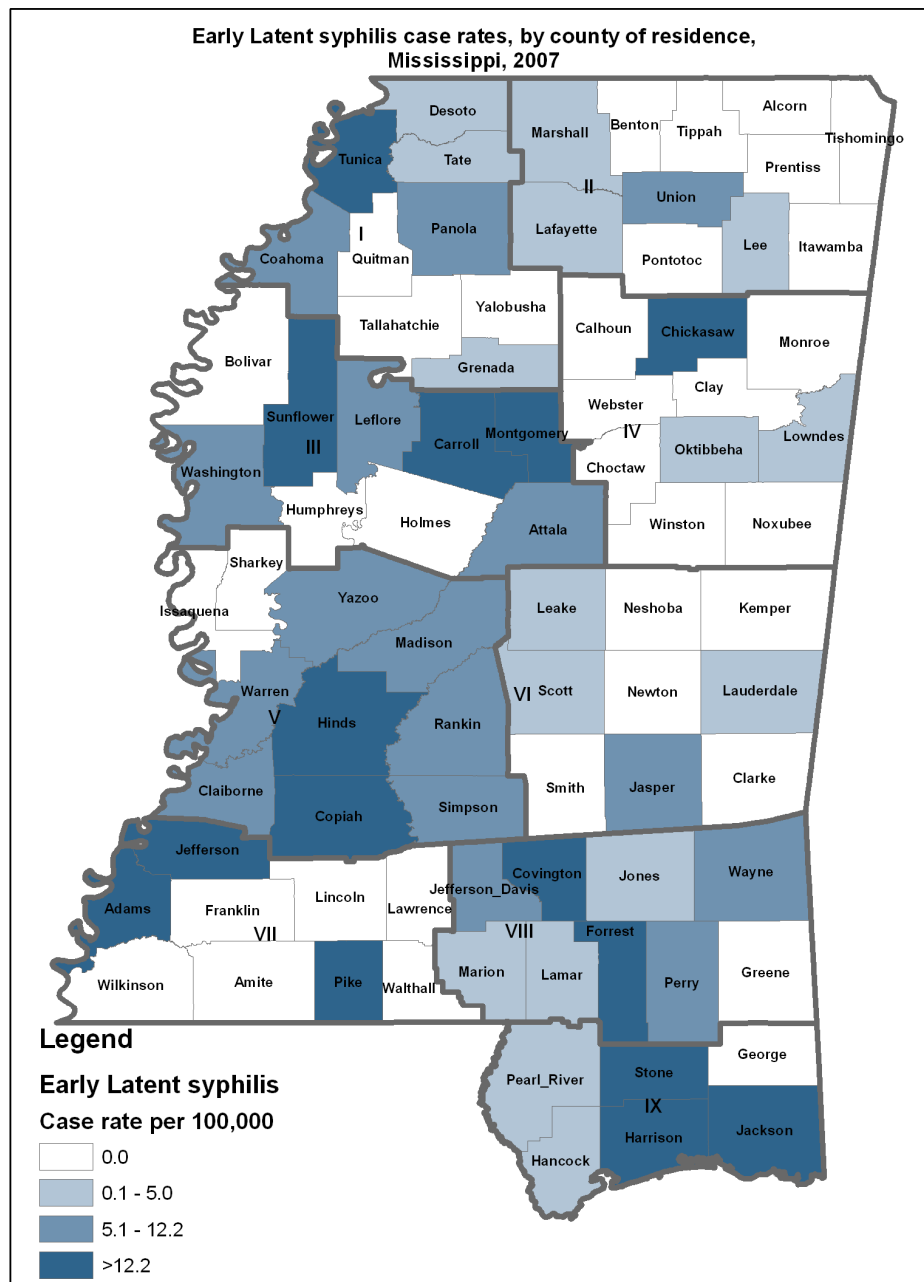 Early Latent syphilis case rates, by county of residence,
Mississippi, 2007
Desoto
Marshall
Benton
Tippah
Alcorn
Tishomingo
Tunica
Tate
Prentiss
II
Union
Lafayette
Panola
I
Quitman
Coahoma
Lee
Itawamba
Pontotoc
Yalobusha
Tallahatchie
Calhoun
Chickasaw
Monroe
Bolivar
Grenada
Clay
Webster
Sunflower
Leflore
Carroll
Montgomery
IV
Lowndes
III
Oktibbeha
Washington
Choctaw
Humphreys
Holmes
Attala
Winston
Noxubee
Sharkey
Issaquena
Yazoo
Leake
Neshoba
Kemper
Madison
Warren
V
Hinds
Rankin
VI
Scott
Newton
Lauderdale
Claiborne
Copiah
Simpson
Smith
Jasper
Clarke
Jefferson
Covington
Jefferson_Davis
Jones
Wayne
Adams
Franklin
Lincoln
Lawrence
VII
VIII
Forrest
Wilkinson
Amite
Pike
Walthall
Marion
Lamar
Perry
Greene
George
Pearl_River
Stone
IX
Harrison
Jackson
Hancock
Legend
Early Latent syphilis
Case rate per 100,000
0.0
0.1 - 5.0
5.1 - 12.2
>12.2